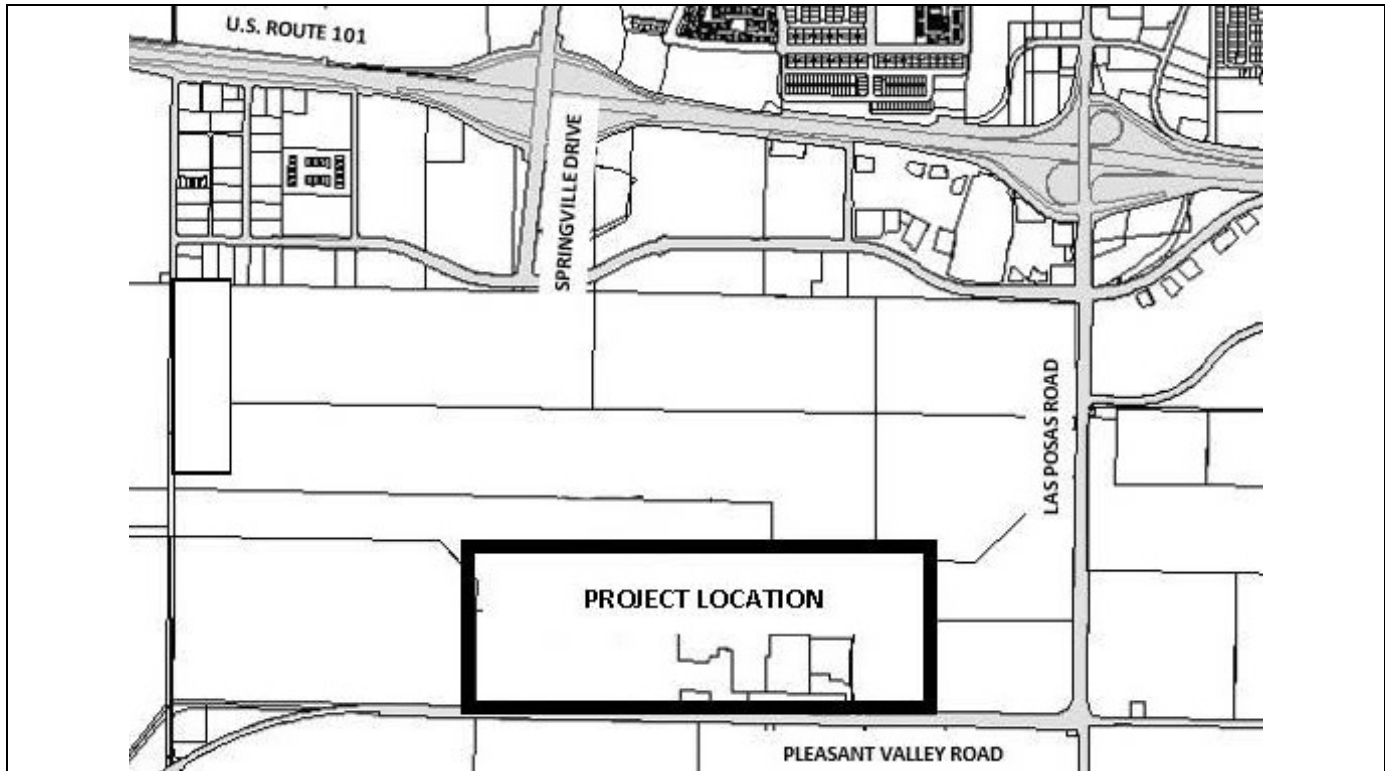 U.S. ROUTE 101
SPRINGVILLE DRIVE
LAS POSAS ROAD
PROJECT LOCATION
PLEASANT VALLEY ROAD